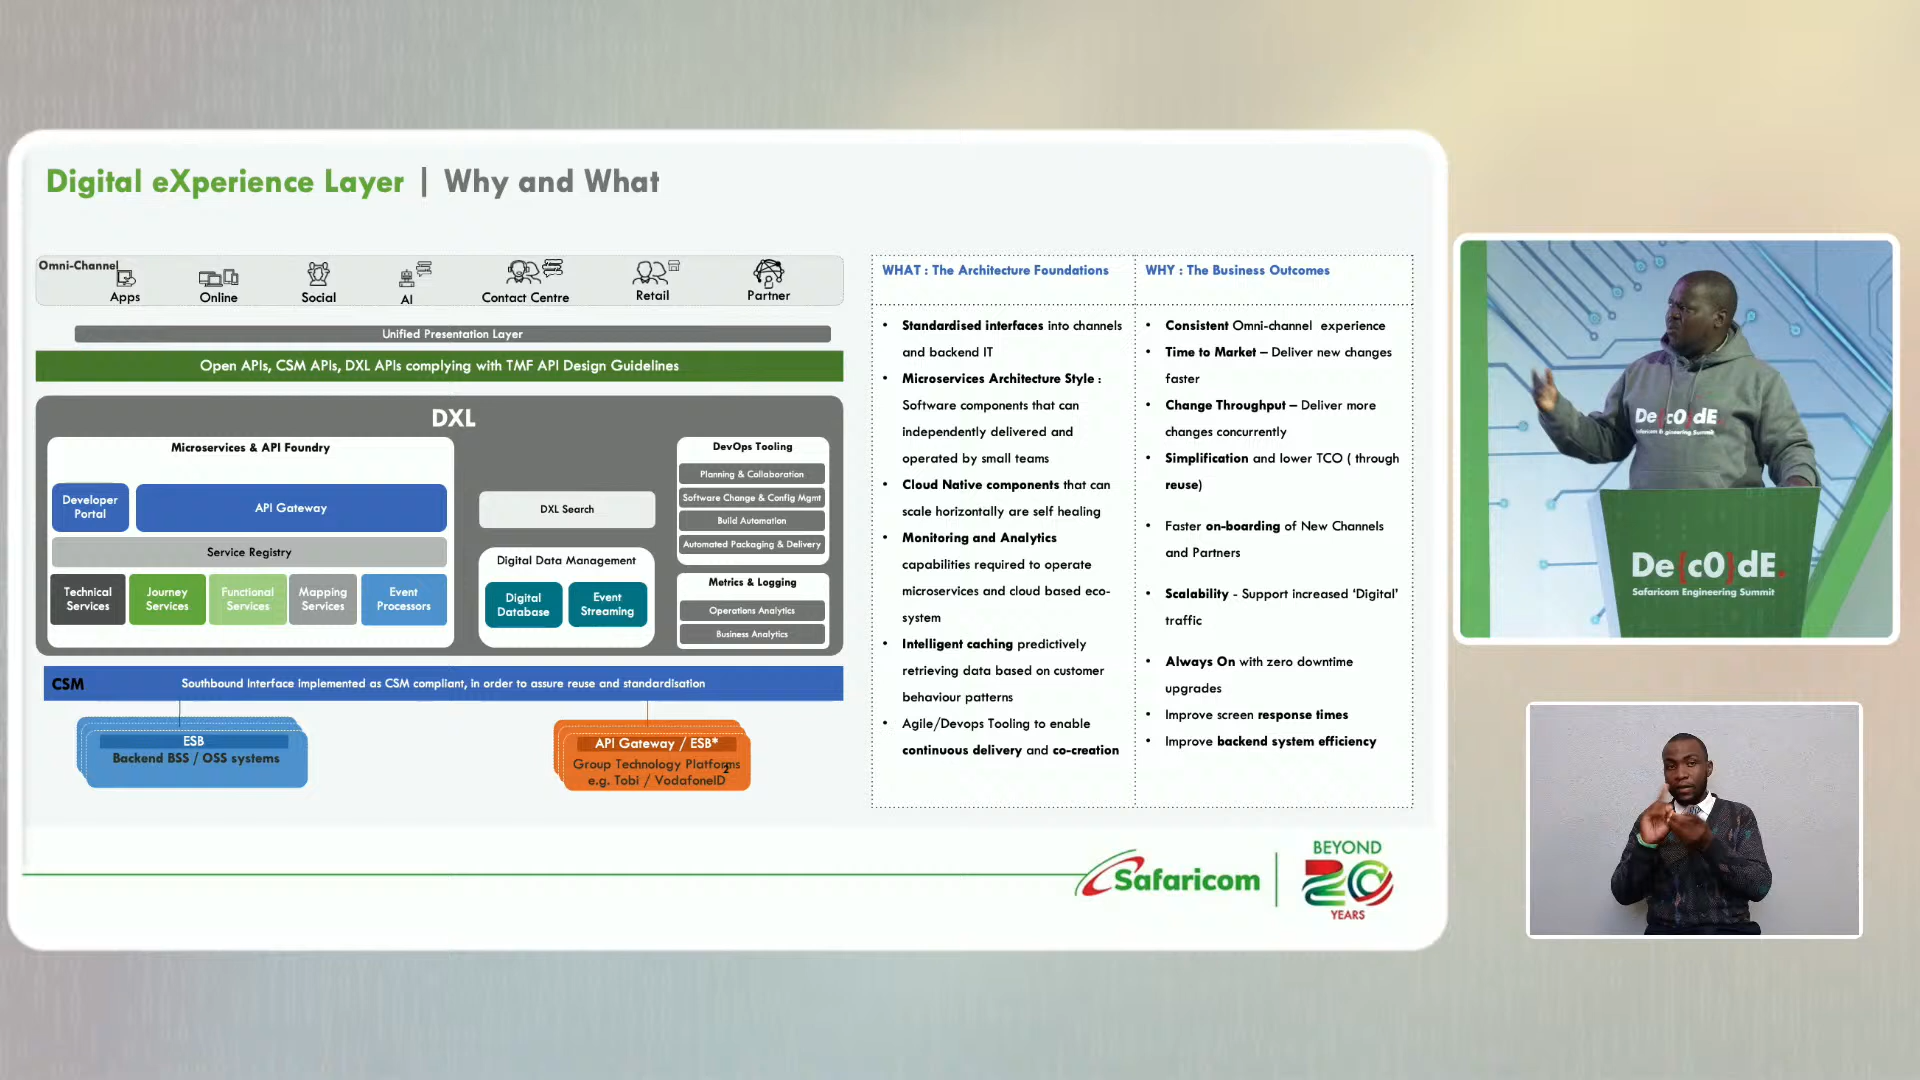 Digital eXperience Layer | Why and What
Omni-Channel
Apps
Online
Social
AI
Contact Centre
Retail
Partner
Unified Presentation Layer
Open APIs, CSM APIs, DXL APIs complying with TMF API Design Guidelines
DXL
Microservices & API Foundry
Developer
Portal
API Gateway
Service Registry
Technical
Services
Journey
Services
Functional
Services
Mapping
Services
Event
Processors
DXL Search
Digital Data Management
Digital
Database
Event
Streaming
DevOps Tooling
Planning & Collaboration
Software Change & Config Mgmt
Build Automation
Automated Packaging & Delivery
Metrics & Logging
Operations Analytics
Business Analytics
CSM
Southbound Interface implemented as CSM compliant, in order to assure reuse and standardisation
ESB
Backend BSS / OSS systems
API Gateway / ESB*
Group Technology Platforms
e.g. Tobi / VodafoneID
2
WHAT : The Architecture Foundations
• Standardised interfaces into channels
and backend IT
• Microservices Architecture Style :
Software components that can
independently delivered and
operated by small teams
• Cloud Native components that can
scale horizontally are self healing
• Monitoring and Analytics
capabilities required to operate
microservices and cloud based eco-
system
• Intelligent caching predictively
retrieving data based on customer
behaviour patterns
• Agile/Devops Tooling to enable
continuous delivery and co-creation
WHY : The Business Outcomes
• Consistent Omni-channel experience
• Time to Market – Deliver new changes
faster
• Change Throughput – Deliver more
changes concurrently
• Simplification and lower TCO ( through
reuse)
• Faster on-boarding of New Channels
and Partners
• Scalability - Support increased ‘Digital’
traffic
• Always On with zero downtime
upgrades
• Improve screen response times
• Improve backend system efficiency
Safaricom
BEYOND
20
YEARS
De{c0}dE.
Safaricom Engineering Summit
De{c0}dE.
Safaricom Engineering Summit